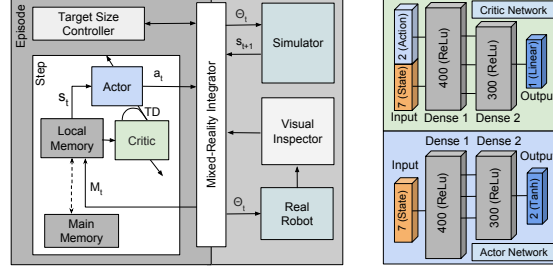 Episode
Target Size
Controller
Step
Actor
a_t
s_t
TD
Local
Memory
Critic
M_t
Main
Memory
Mixed-Reality Integrator
Θ_t
s_t+1
Simulator
Visual
Inspector
Θ_t
Real
Robot
Critic Network
2 (Action)
7 (State)
400 (ReLu)
300 (ReLu)
1 (Linear)
Input
Dense 1
Dense 2
Output
Dense 1
Dense 2
Input
7 (State)
400 (ReLu)
300 (ReLu)
2 (Tanh)
Output
Actor Network